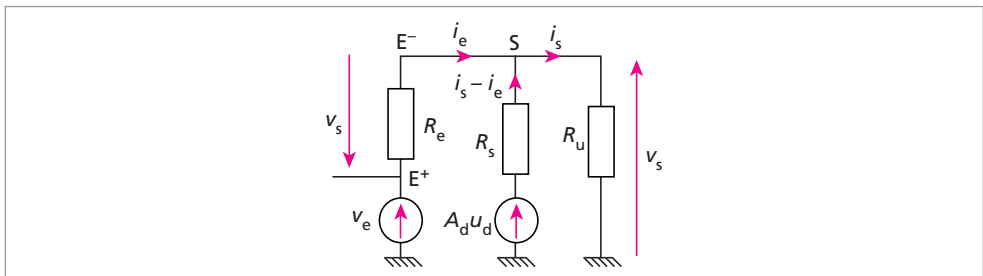 E⁻ iₑ S iₛ
iₛ – iₑ
vₛ Rₑ Rₛ Rᵤ vₛ
E⁺
vₑ A_d u_d